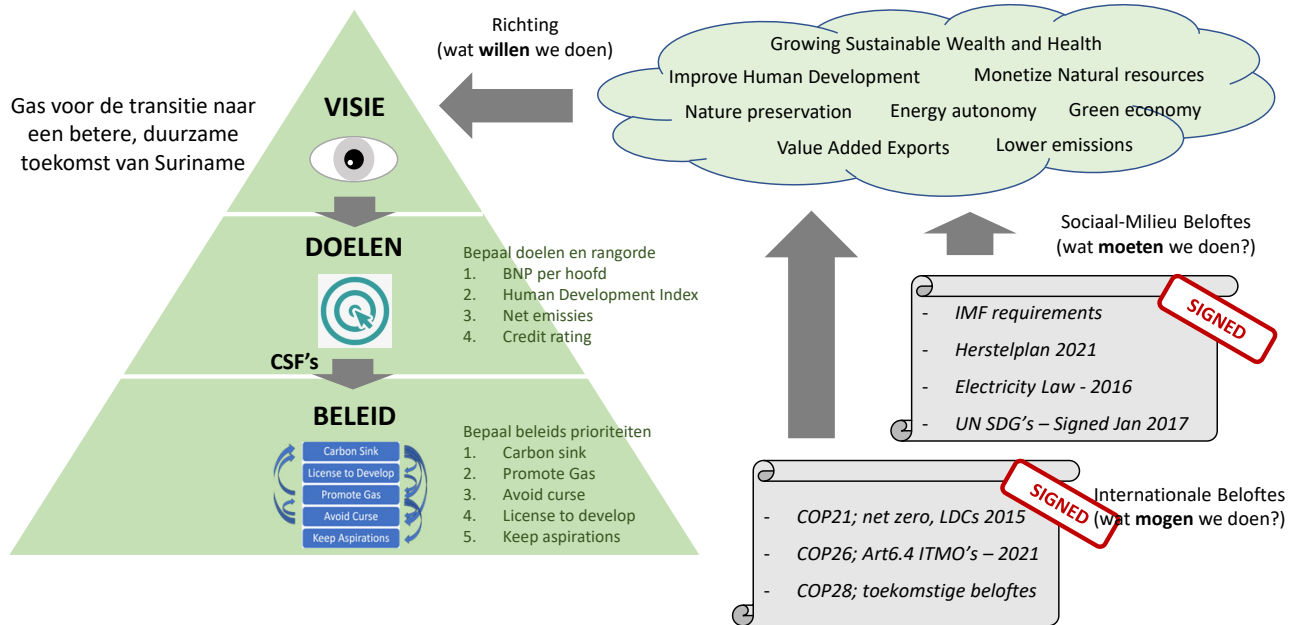 Richting
(wat willen we doen)
Growing Sustainable Wealth and Health
Improve Human Development
Monetize Natural resources
Nature preservation
Energy autonomy
Green economy
Value Added Exports
Lower emissions
Gas voor de transitie naar
een betere, duurzame
toekomst van Suriname
VISIE
DOELEN
Bepaal doelen en rangorde
1. BNP per hoofd
2. Human Development Index
3. Net emissies
4. Credit rating
CSF's
BELEID
Carbon Sink
License to Develop
Promote Gas
Avoid Curse
Keep Aspirations
Bepaal beleids prioriteiten
1. Carbon sink
2. Promote Gas
3. Avoid curse
4. License to develop
5. Keep aspirations
Sociaal-Milieu Beloftes
(wat moeten we doen?)
SIGNED
- IMF requirements
- Herstelplan 2021
- Electricity Law - 2016
- UN SDG's – Signed Jan 2017
SIGNED
Internationale Beloftes
(wat mogen we doen?)
- COP21; net zero, LDCs 2015
- COP26; Art6.4 ITMO's – 2021
- COP28; toekomstige beloftes